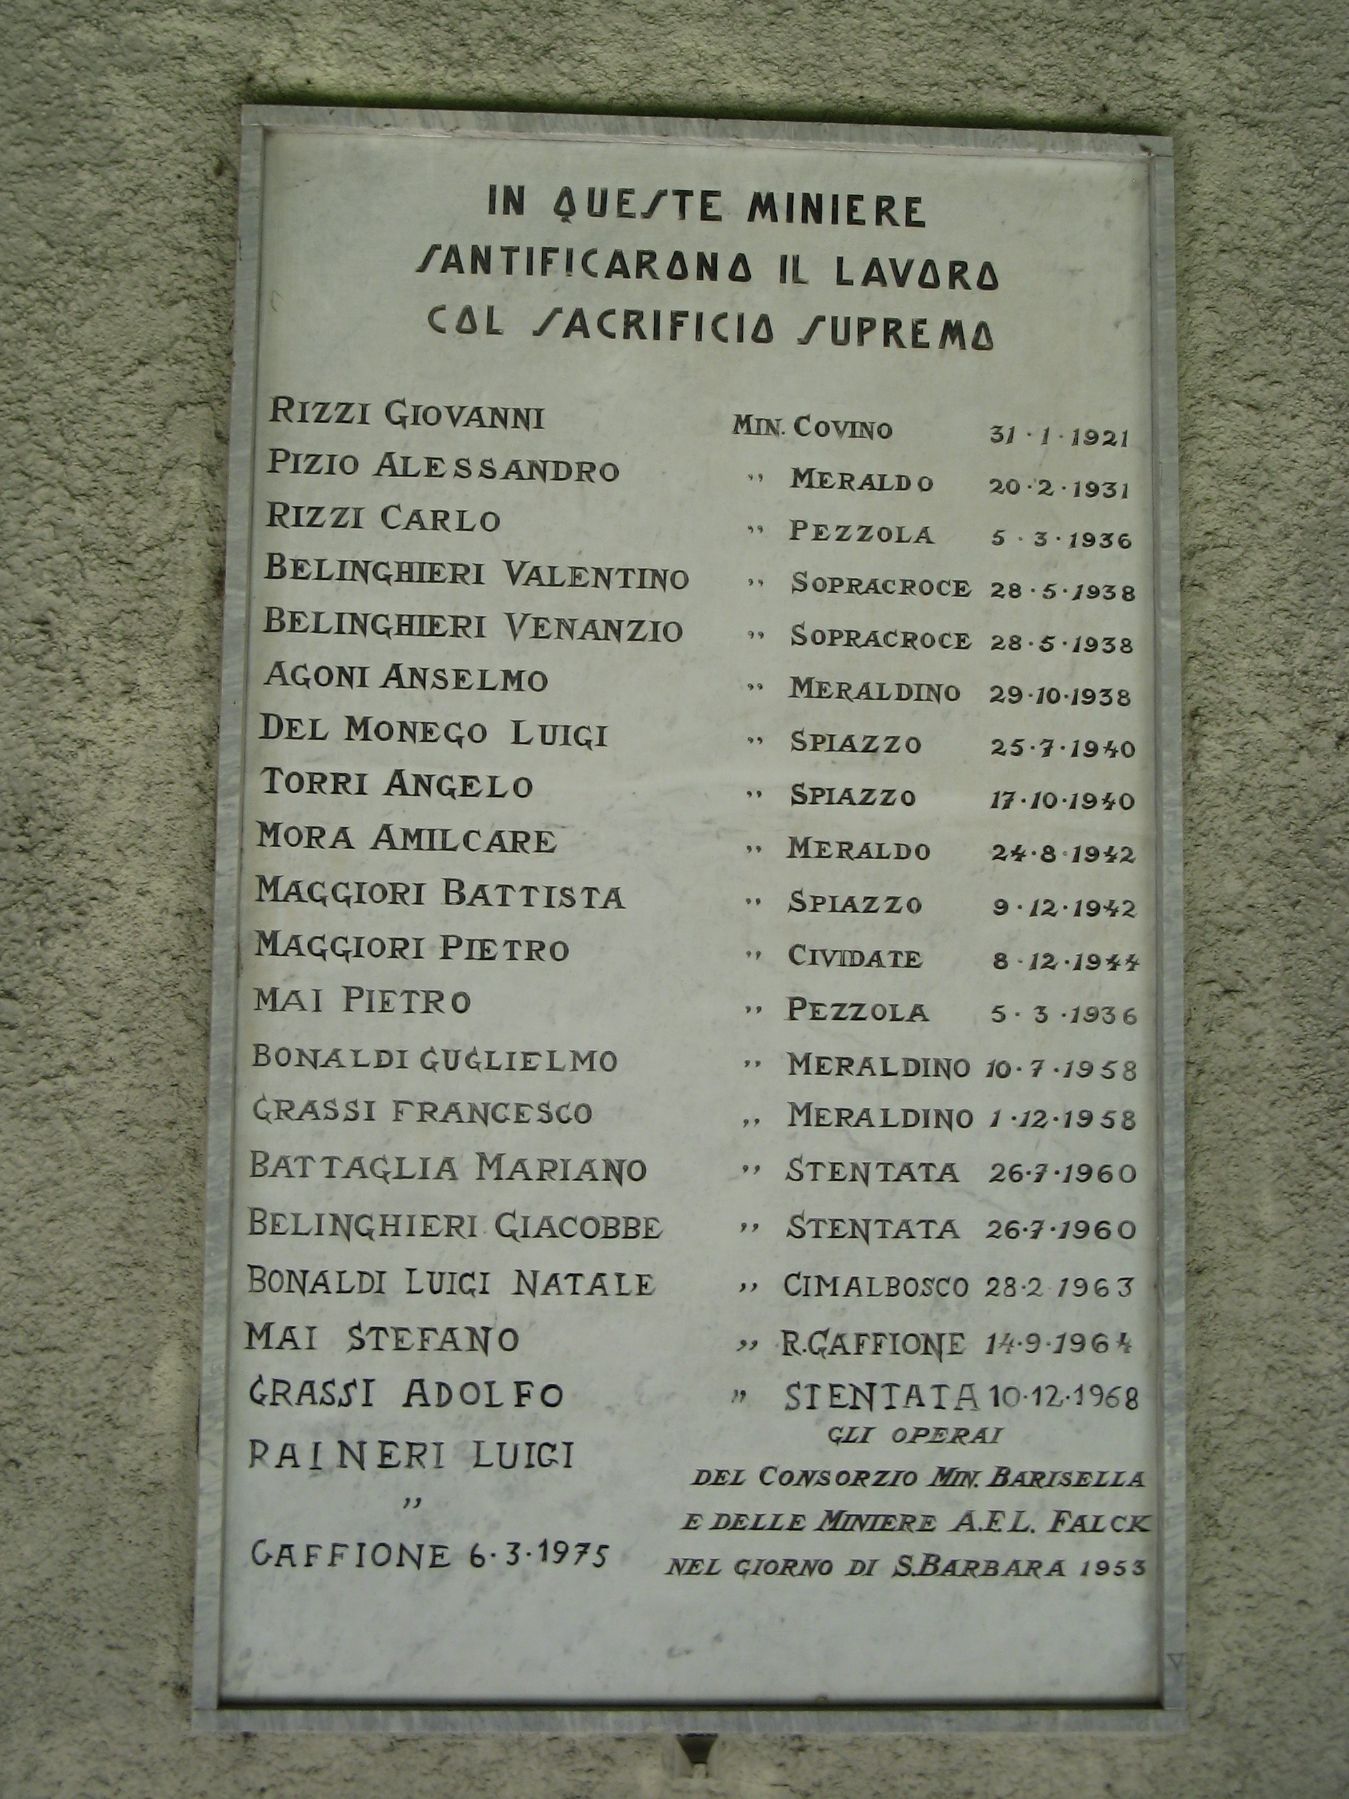 IN QUESTE MINIERE
SANTIFICARONO IL LAVORO
COL SACRIFICIO SUPREMO
RIZZI GIOVANNI MIN. COVINO 31·1·1921
PIZIO ALESSANDRO " MERALDO 20·2·1931
RIZZI CARLO " PEZZOLA 5·3·1936
BELINGHIERI VALENTINO " SOPRACROCE 28·5·1938
BELINGHIERI VENANZIO " SOPRACROCE 28·5·1938
AGONI ANSELMO " MERALDINO 29·10·1938
DEL MONEGO LUIGI " SPIAZZO 25·7·1940
TORRI ANGELO " SPIAZZO 17·10·1940
MORA AMILCARE " MERALDO 24·8·1942
MAGGIORI BATTISTA " SPIAZZO 9·12·1942
MAGGIORI PIETRO " CIVIDATE 8·12·1944
MAI PIETRO " PEZZOLA 5·3·1936
BONALDI GUGLIELMO " MERALDINO 10·7·1958
GRASSI FRANCESCO " MERALDINO 1·12·1958
BATTAGLIA MARIANO " STENTATA 26·7·1960
BELINGHIERI GIACOBBE " STENTATA 26·7·1960
BONALDI LUIGI NATALE " CIMALBOSCO 28·2 1963
MAI STEFANO " R.GAFFIONE 14·9·1964
GRASSI ADOLFO " STENTATA 10·12·1968
RAINERI LUIGI
"
GAFFIONE 6·3·1975
GLI OPERAI
DEL CONSORZIO MIN. BARISELLA
E DELLE MINIERE A.E L. FALCK
NEL GIORNO DI S.BARBARA 1953
V